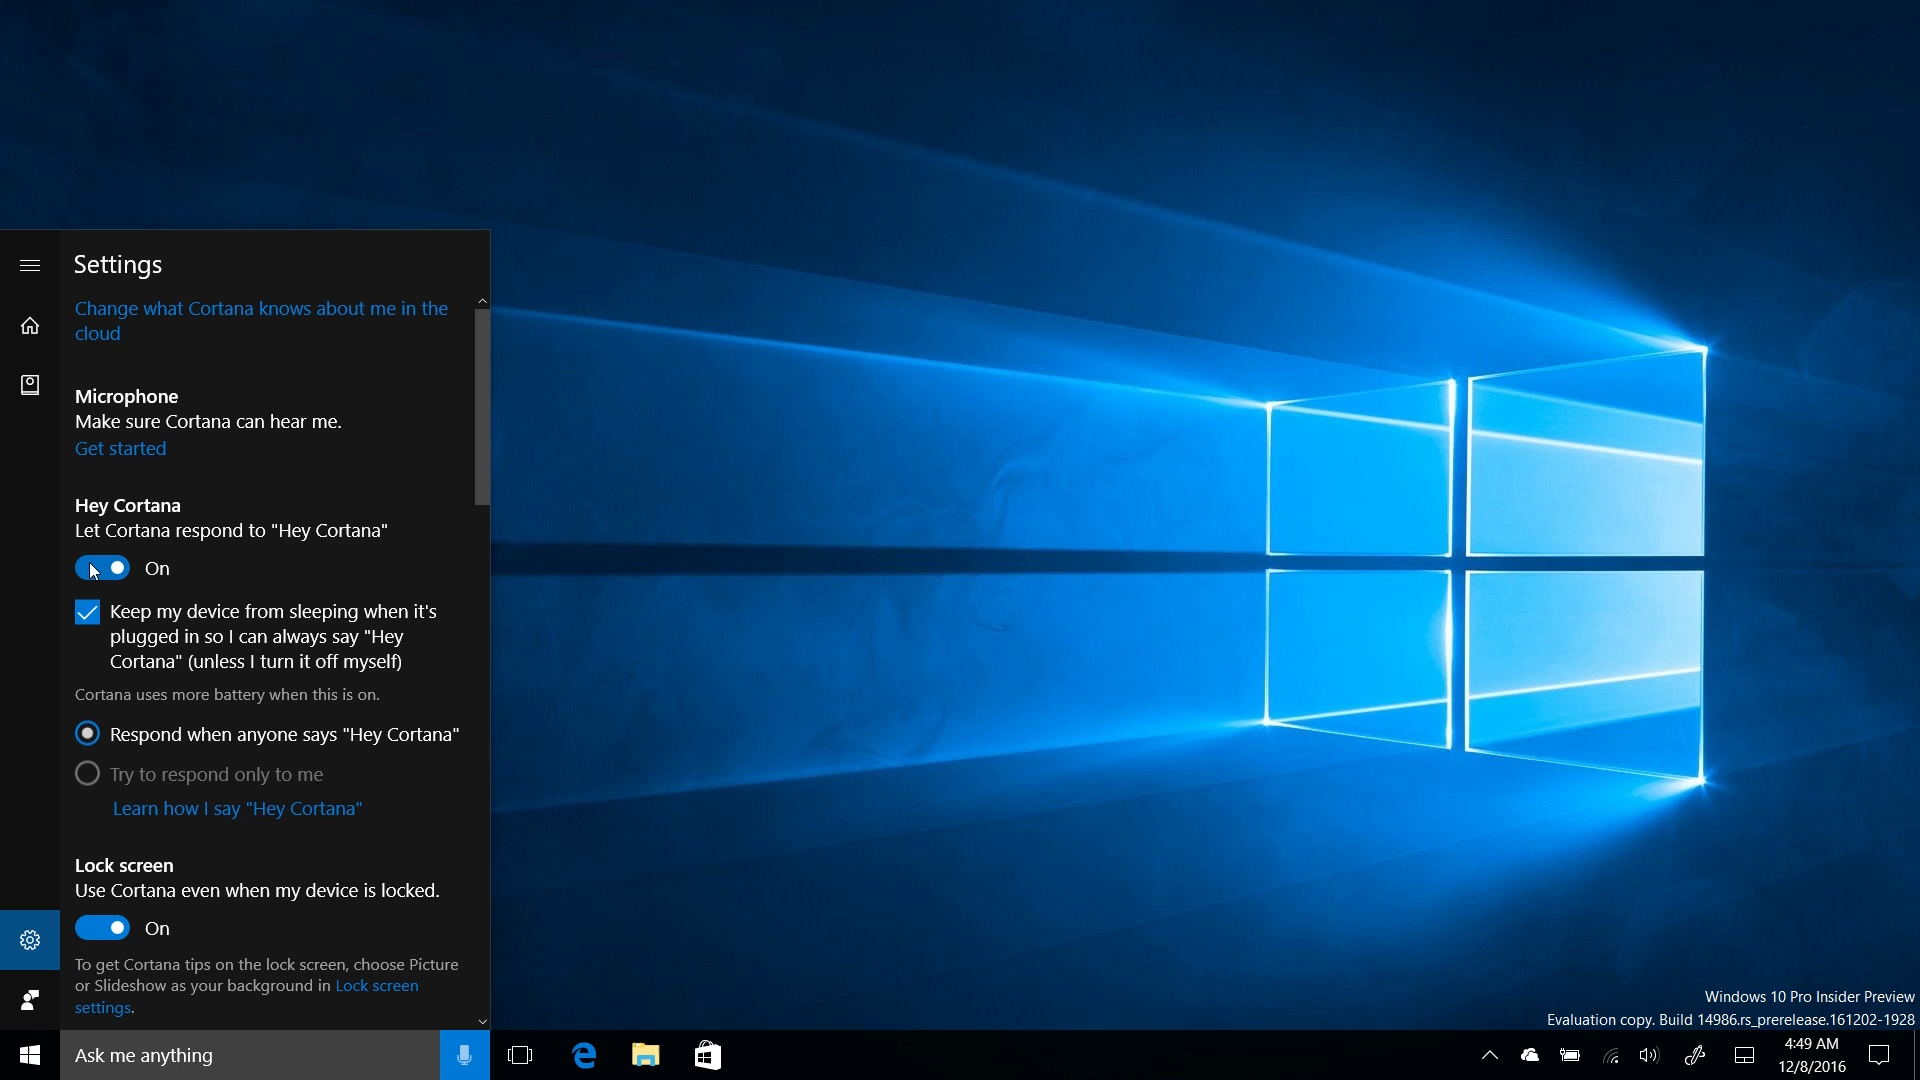 Settings
Change what Cortana knows about me in the
cloud
Microphone
Make sure Cortana can hear me.
Get started
Hey Cortana
Let Cortana respond to "Hey Cortana"
On
Keep my device from sleeping when it's
plugged in so I can always say "Hey
Cortana" (unless I turn it off myself)
Cortana uses more battery when this is on.
Respond when anyone says "Hey Cortana"
Try to respond only to me
Learn how I say "Hey Cortana"
Lock screen
Use Cortana even when my device is locked.
On
To get Cortana tips on the lock screen, choose Picture
or Slideshow as your background in Lock screen
settings.
Ask me anything
Windows 10 Pro Insider Preview
Evaluation copy. Build 14986.rs_prerelease.161202-1928
4:49 AM
12/8/2016